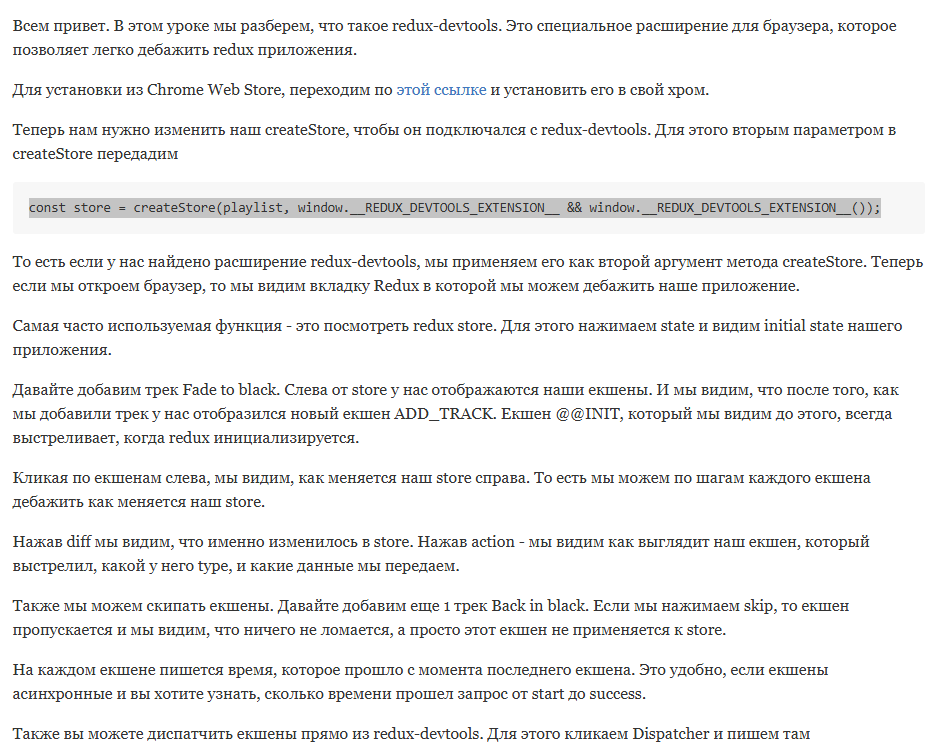 Всем привет. В этом уроке мы разберем, что такое redux-devtools. Это специальное расширение для браузера, которое
позволяет легко дебажить redux приложения.
Для установки из Chrome Web Store, переходим по этой ссылке и установить его в свой хром.
Теперь нам нужно изменить наш createStore, чтобы он подключался с redux-devtools. Для этого вторым параметром в
createStore передадим
const store = createStore(playlist, window.__REDUX_DEVTOOLS_EXTENSION__ && window.__REDUX_DEVTOOLS_EXTENSION__());
То есть если у нас найдено расширение redux-devtools, мы применяем его как второй аргумент метода createStore. Теперь
если мы откроем браузер, то мы видим вкладку Redux в которой мы можем дебажить наше приложение.
Самая часто используемая функция - это посмотреть redux store. Для этого нажимаем state и видим initial state нашего
приложения.
Давайте добавим трек Fade to black. Слева от store у нас отображаются наши екшены. И мы видим, что после того, как
мы добавили трек у нас отобразился новый екшен ADD_TRACK. Екшен @@INIT, который мы видим до этого, всегда
выстреливает, когда redux инициализируется.
Кликая по екшенам слева, мы видим, как меняется наш store справа. То есть мы можем по шагам каждого екшена
дебажить как меняется наш store.
Нажав diff мы видим, что именно изменилось в store. Нажав action - мы видим как выглядит наш екшен, который
выстрелил, какой у него type, и какие данные мы передаем.
Также мы можем скипать екшены. Давайте добавим еще 1 трек Back in black. Если мы нажимаем skip, то екшен
пропускается и мы видим, что ничего не ломается, а просто этот екшен не применяется к store.
На каждом екшене пишется время, которое прошло с момента последнего екшена. Это удобно, если екшены
асинхронные и вы хотите узнать, сколько времени прошел запрос от start до success.
Также вы можете диспатчить екшены прямо из redux-devtools. Для этого кликаем Dispatcher и пишем там